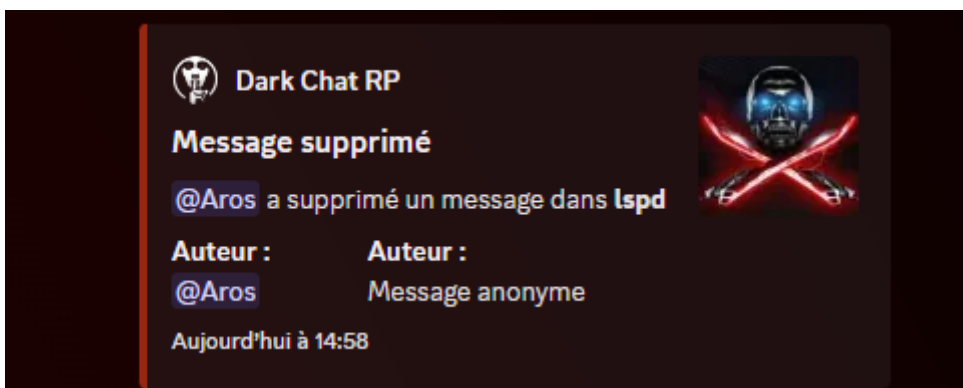 Dark Chat RP
Message supprimé
@Aros a supprimé un message dans lspd
Auteur : Auteur :
@Aros Message anonyme
Aujourd'hui à 14:58